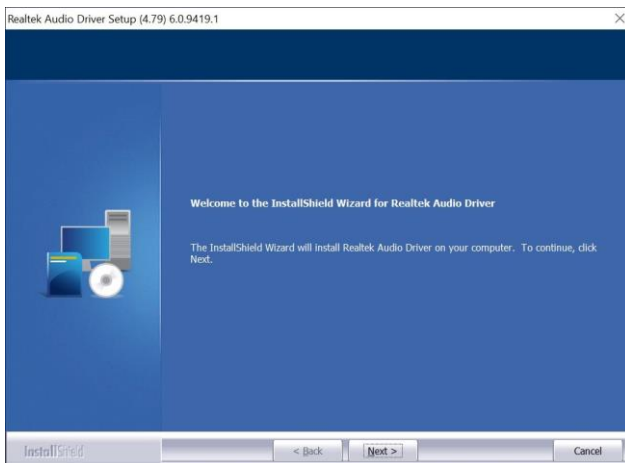 Realtek Audio Driver Setup (4.79) 6.0.9419.1
Welcome to the InstallShield Wizard for Realtek Audio Driver
The InstallShield Wizard will install Realtek Audio Driver on your computer. To continue, click
Next.
InstallShield
< Back
Next >
Cancel